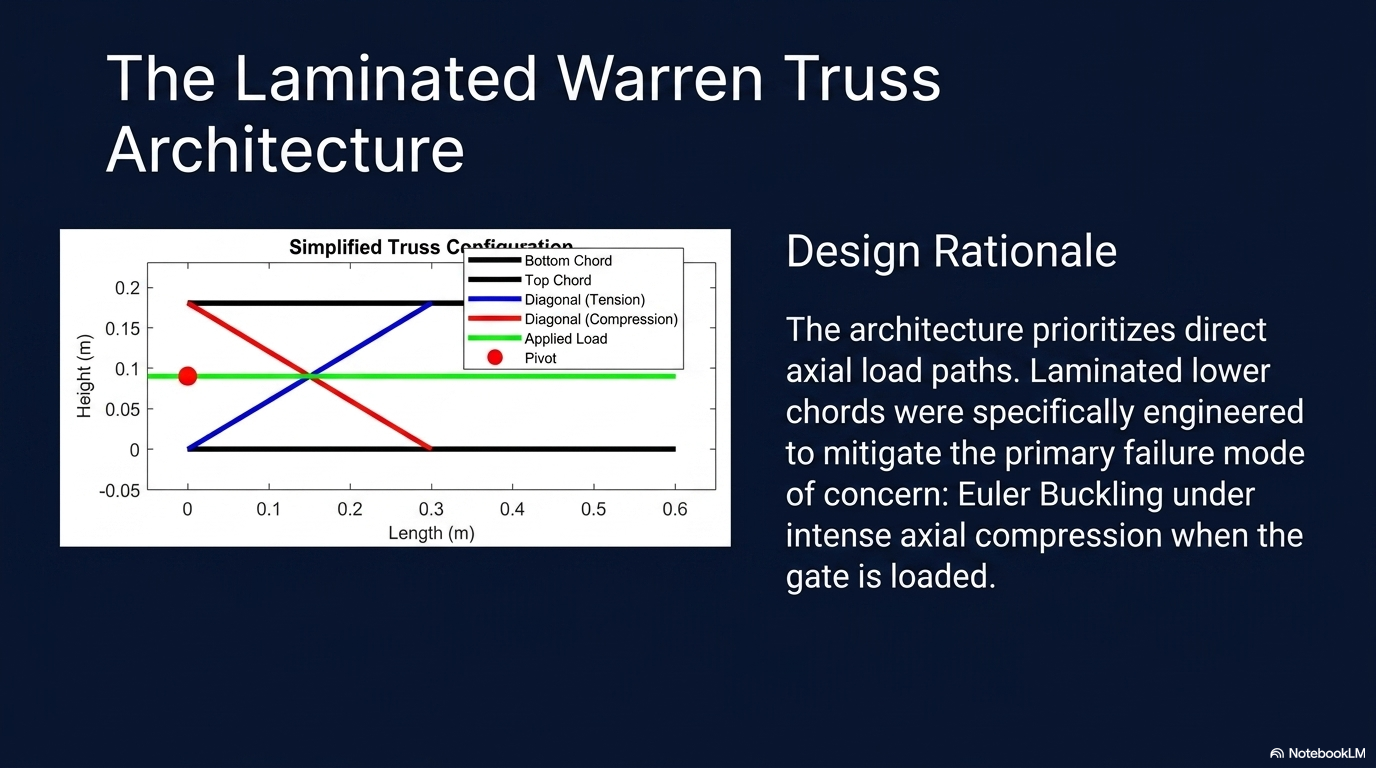 The Laminated Warren Truss
Architecture
Simplified Truss Configuration
Bottom Chord
Top Chord
Diagonal (Tension)
Diagonal (Compression)
Applied Load
Pivot
Height (m)
0.2
0.15
0.1
0.05
0
-0.05
0 0.1 0.2 0.3 0.4 0.5 0.6
Length (m)
Design Rationale
The architecture prioritizes direct
axial load paths. Laminated lower
chords were specifically engineered
to mitigate the primary failure mode
of concern: Euler Buckling under
intense axial compression when the
gate is loaded.
NotebookLM